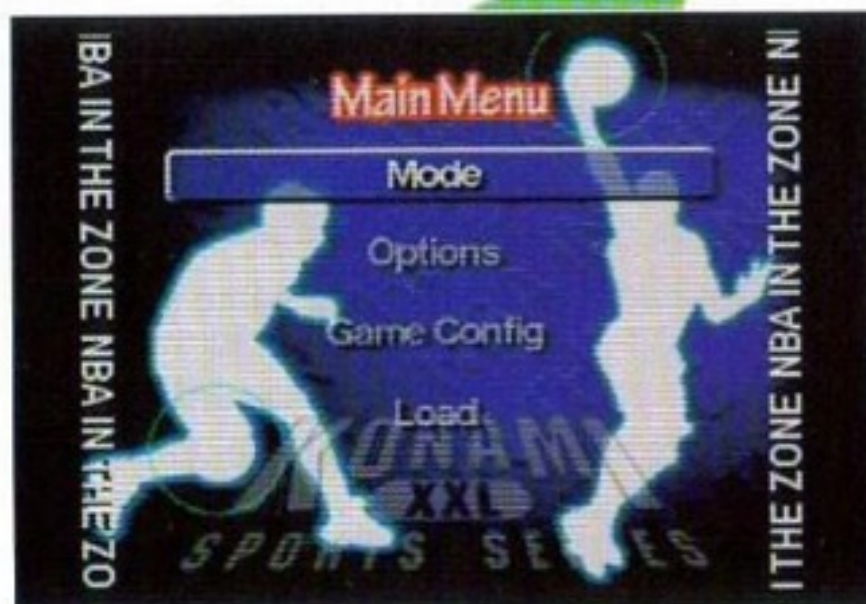 IBA IN THE ZONE NBA IN THE ZO
Main Menu
Mode
Options
Game Config
Load
KONAMI
XXL
SPORTS SERIES
I THE ZONE NBA IN THE ZONE NI